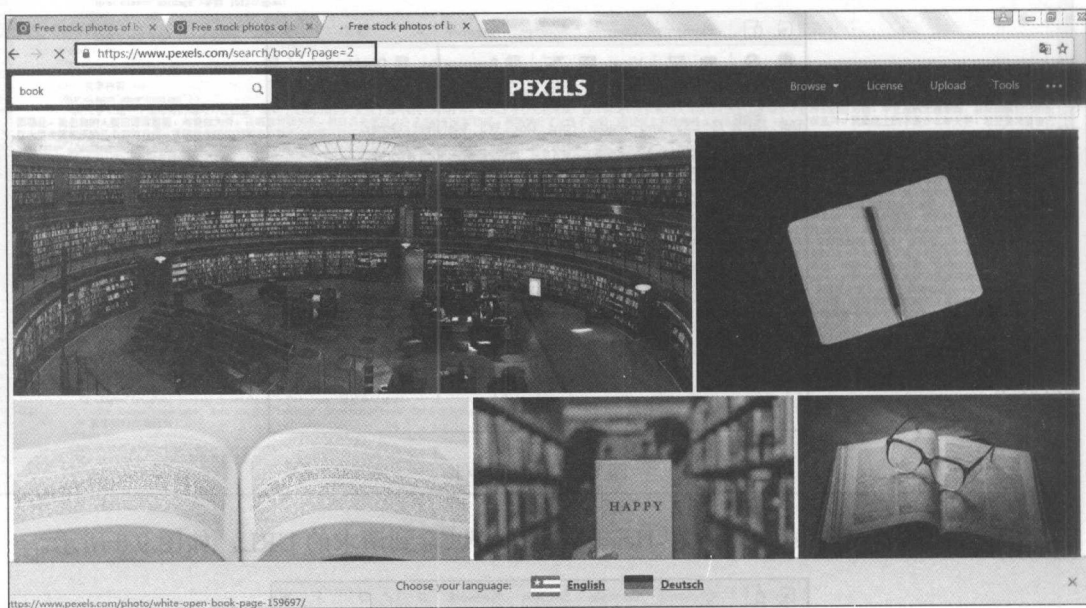 Free stock photos of b
Free stock photos of b
Free stock photos of b
https://www.pexels.com/search/book/?page=2
book
PEXELS
Browse
License
Upload
Tools
HAPPY
Choose your language:
English
Deutsch
ttps://www.pexels.com/photo/white-open-book-page-159697/